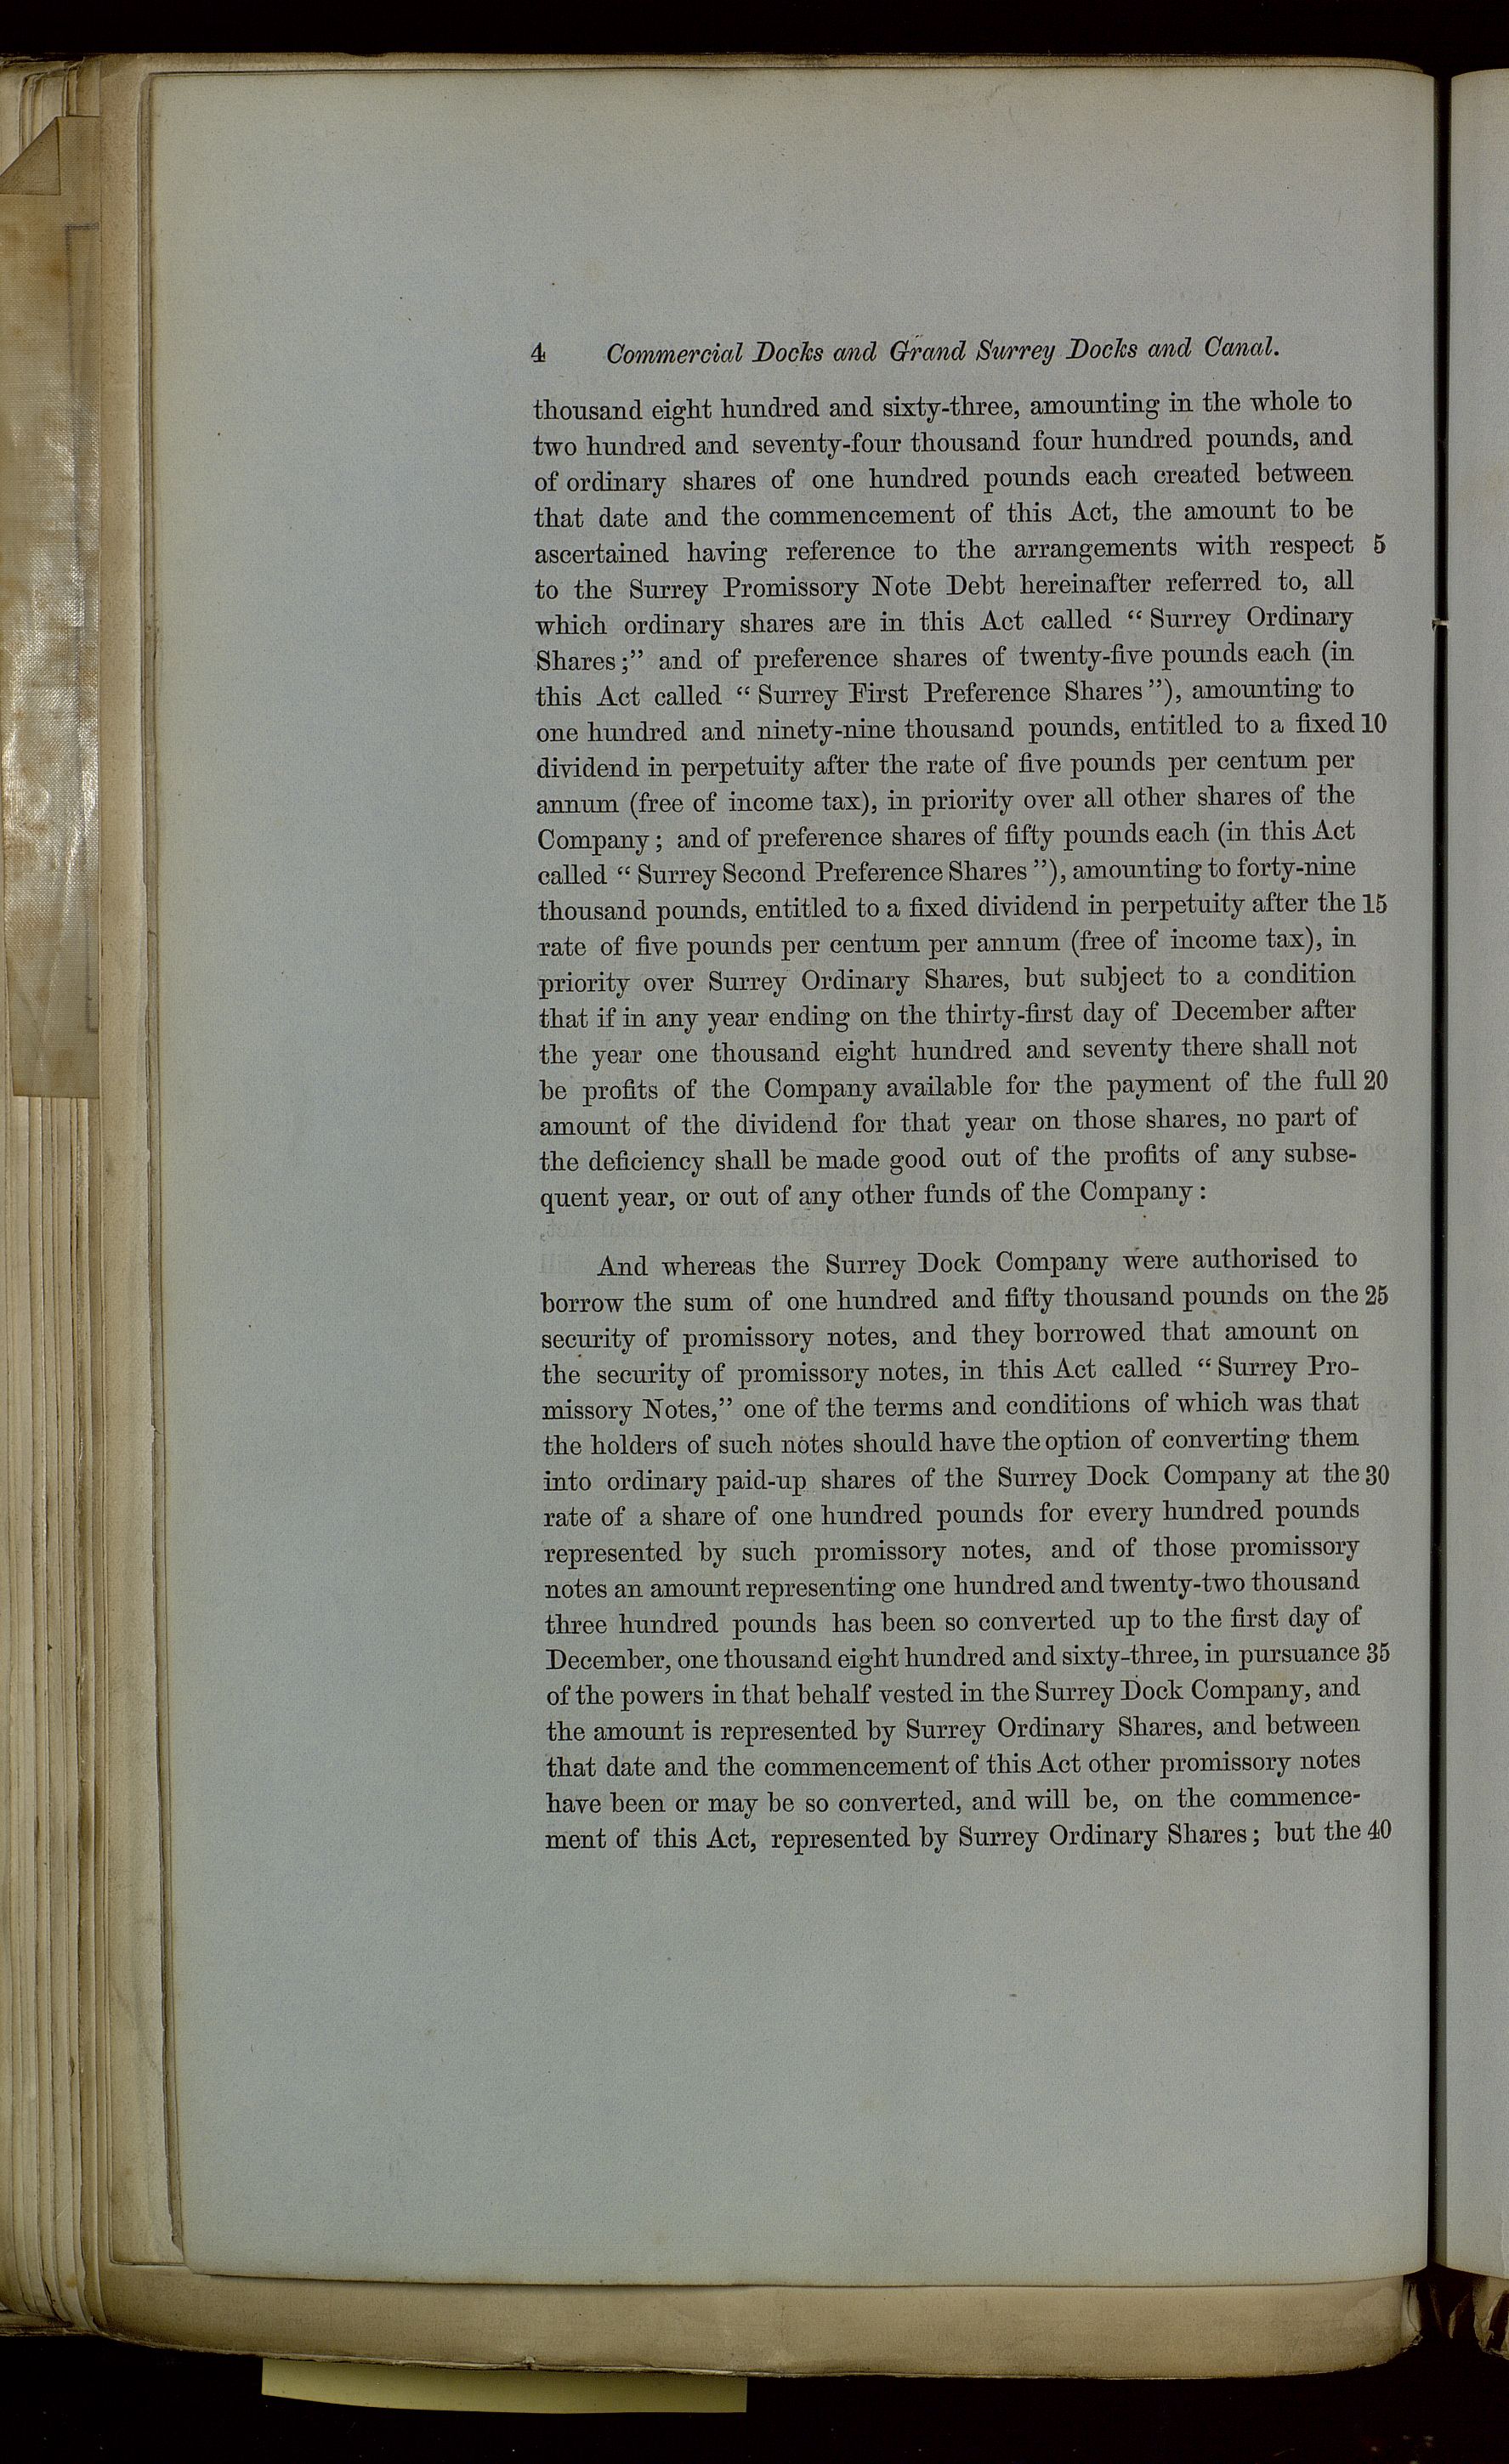 4 Commercial Docks and Grand Surrey Docks and Canal.
thousand eight hundred and sixty-three, amounting in the whole to
two hundred and seventy-four thousand four hundred pounds, and
of ordinary shares of one hundred pounds each created between
that date and the commencement of this Act, the amount to be
ascertained having reference to the arrangements with respect 5
to the Surrey Promissory Note Debt hereinafter referred to, all
which ordinary shares are in this Act called “Surrey Ordinary
Shares;” and of preference shares of twenty-five pounds each (in
this Act called “Surrey First Preference Shares”), amounting to
one hundred and ninety-nine thousand pounds, entitled to a fixed 10
dividend in perpetuity after the rate of five pounds per centum per
annum (free of income tax), in priority over all other shares of the
Company; and of preference shares of fifty pounds each (in this Act
called “Surrey Second Preference Shares”), amounting to forty-nine
thousand pounds, entitled to a fixed dividend in perpetuity after the 15
rate of five pounds per centum per annum (free of income tax), in
priority over Surrey Ordinary Shares, but subject to a condition
that if in any year ending on the thirty-first day of December after
the year one thousand eight hundred and seventy there shall not
be profits of the Company available for the payment of the full 20
amount of the dividend for that year on those shares, no part of
the deficiency shall be made good out of the profits of any subse-
quent year, or out of any other funds of the Company:
And whereas the Surrey Dock Company were authorised to
borrow the sum of one hundred and fifty thousand pounds on the 25
security of promissory notes, and they borrowed that amount on
the security of promissory notes, in this Act called “Surrey Pro-
missory Notes,” one of the terms and conditions of which was that
the holders of such notes should have the option of converting them
into ordinary paid-up shares of the Surrey Dock Company at the 30
rate of a share of one hundred pounds for every hundred pounds
represented by such promissory notes, and of those promissory
notes an amount representing one hundred and twenty-two thousand
three hundred pounds has been so converted up to the first day of
December, one thousand eight hundred and sixty-three, in pursuance 35
of the powers in that behalf vested in the Surrey Dock Company, and
the amount is represented by Surrey Ordinary Shares, and between
that date and the commencement of this Act other promissory notes
have been or may be so converted, and will be, on the commence-
ment of this Act, represented by Surrey Ordinary Shares; but the 40